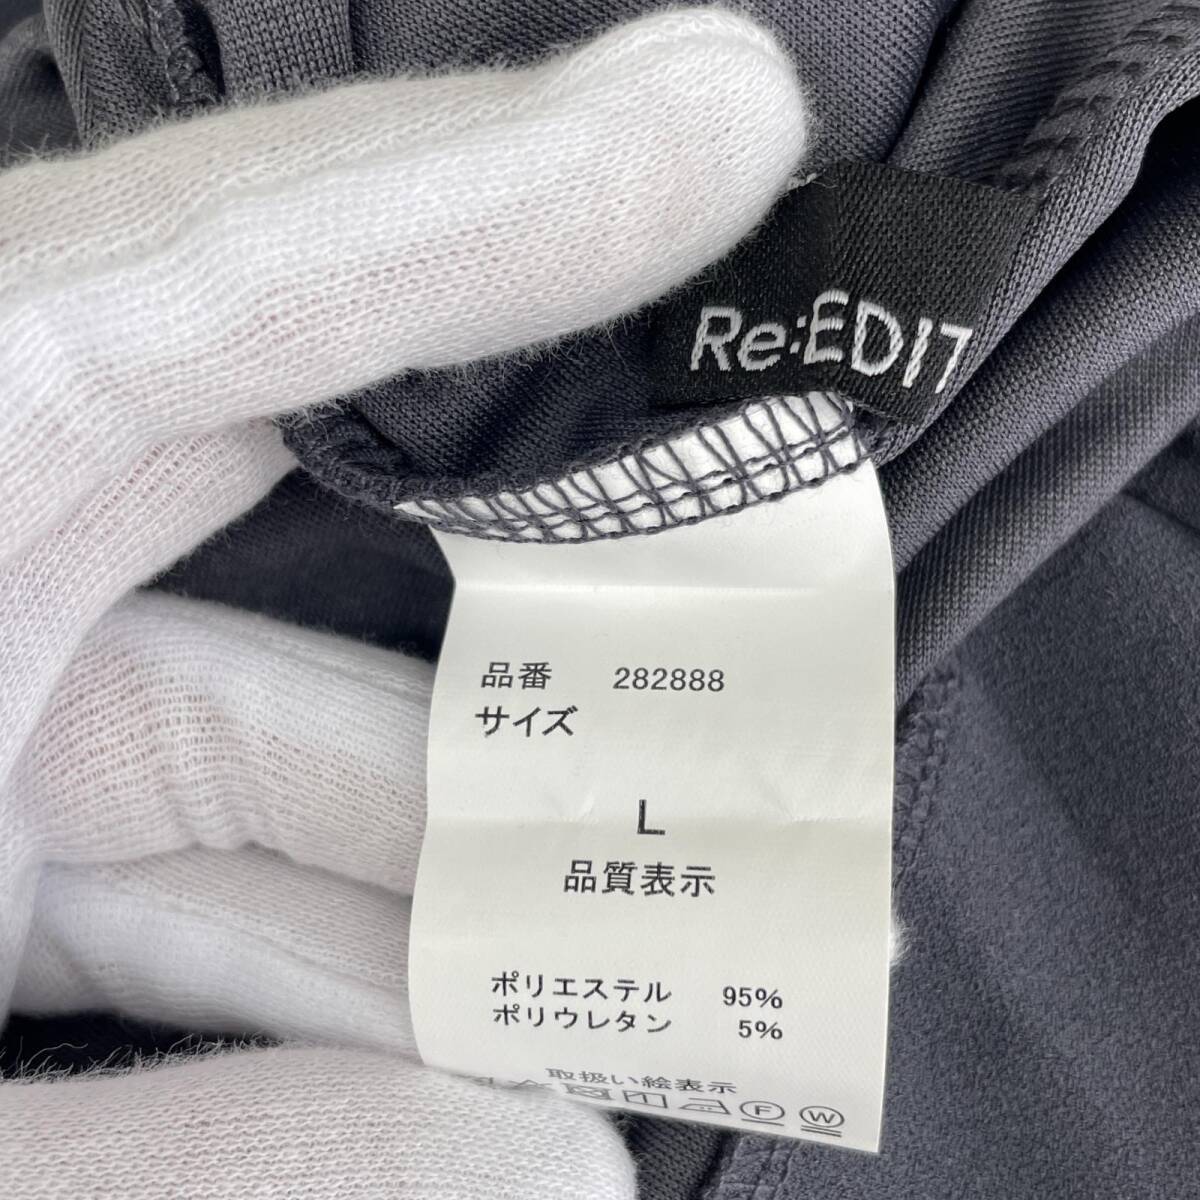 Re:EDIT
品番 282888
サイズ
L
品質表示
ポリエステル 95%
ポリウレタン 5%
取扱い絵表示
F W